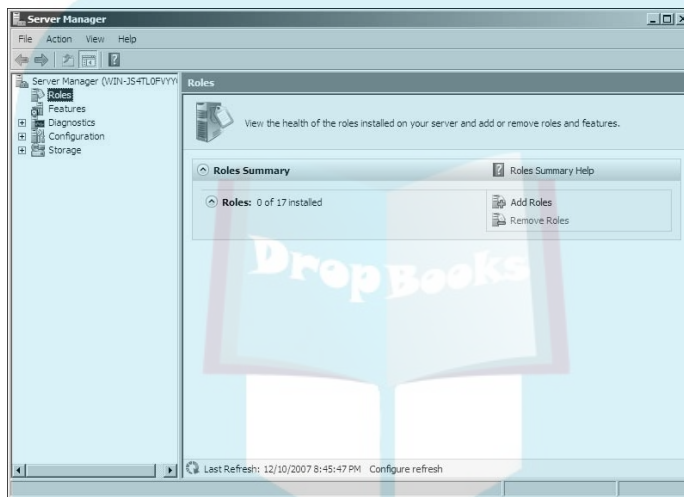 Server Manager
File Action View Help
Server Manager (WIN-JS4TL0FVYY
Roles
Features
Diagnostics
Configuration
Storage
Roles
View the health of the roles installed on your server and add or remove roles and features.
Roles Summary
Roles Summary Help
Roles: 0 of 17 installed
Add Roles
Remove Roles
DropBooks
Last Refresh: 12/10/2007 8:45:47 PM Configure refresh